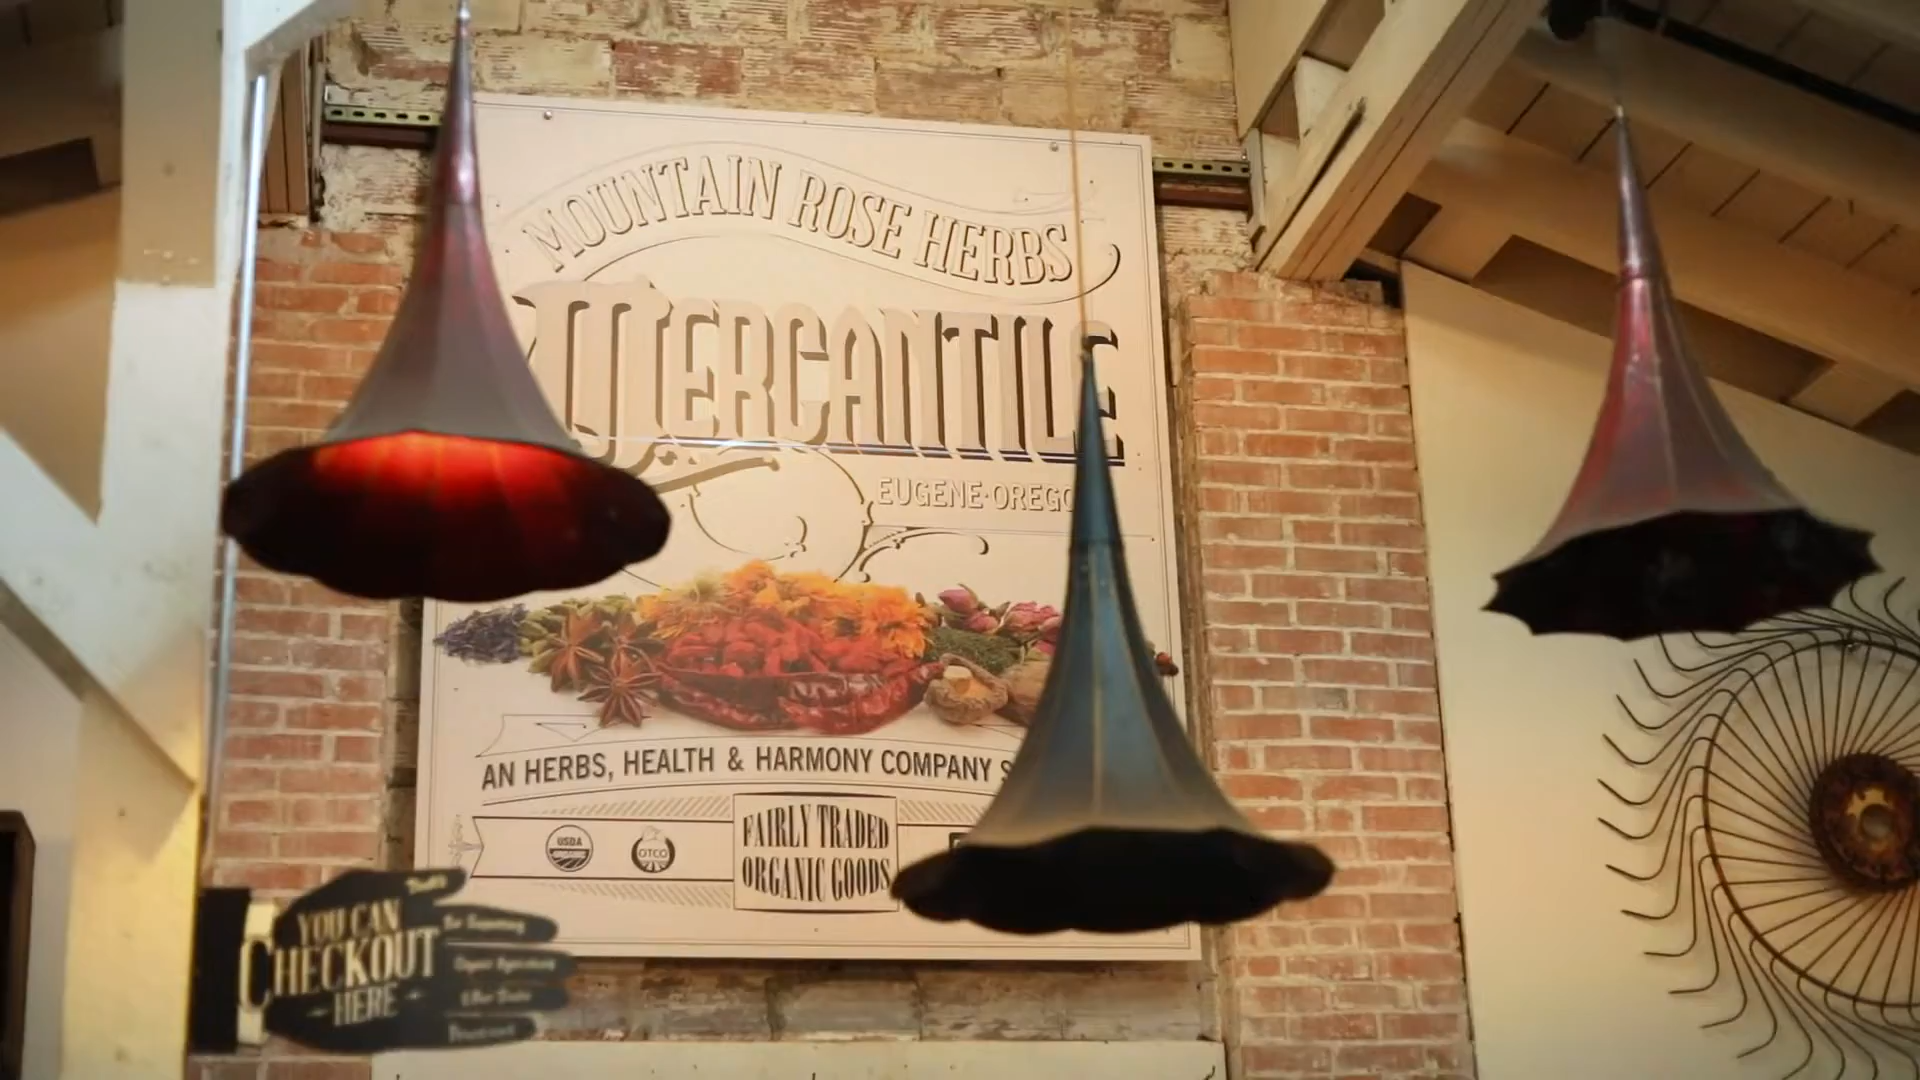 MOUNTAIN ROSE HERBS
MERCANTILE
EUGENE·OREGO
AN HERBS, HEALTH & HARMONY COMPANY S
USDA
ORGANIC
OTCO
FAIRLY TRADED
ORGANIC GOODS
YOU CAN
CHECKOUT
HERE